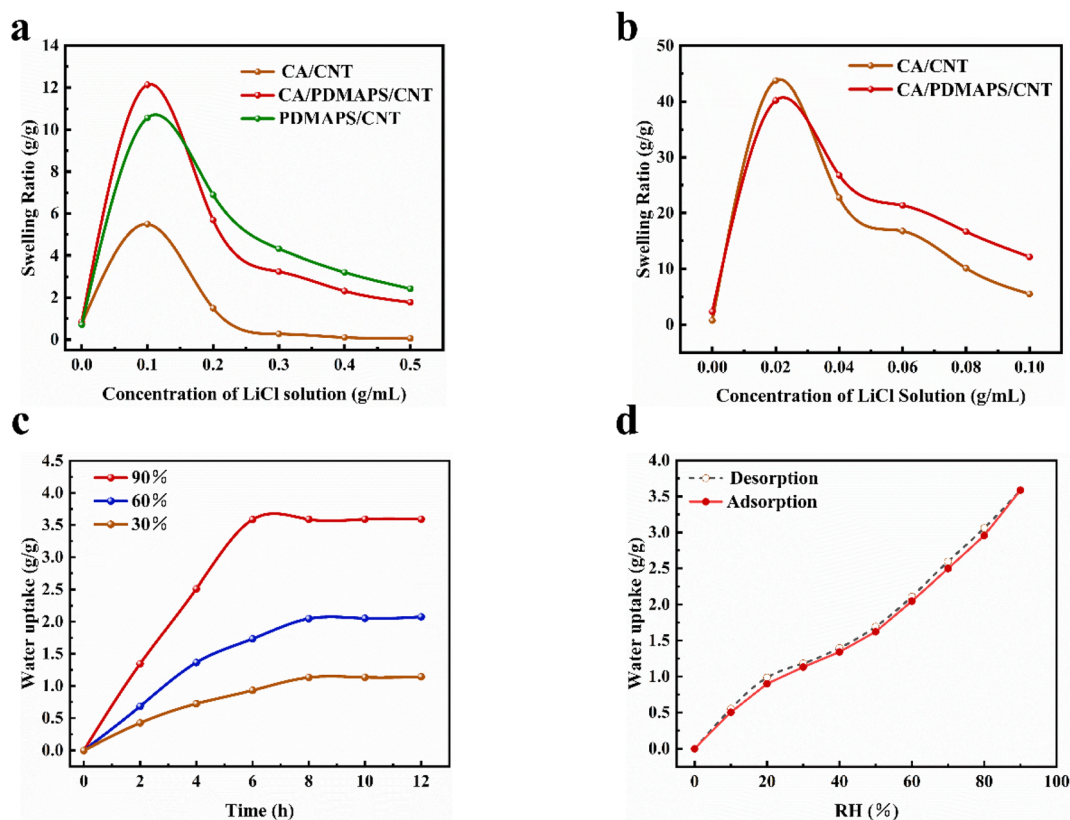 a
Swelling Ratio (g/g)
14
12
10
8
6
4
2
0
CA/CNT
CA/PDMAPS/CNT
PDMAPS/CNT
0.0 0.1 0.2 0.3 0.4 0.5
Concentration of LiCl solution (g/mL)
b
Swelling Ratio (g/g)
50
40
30
20
10
0
CA/CNT
CA/PDMAPS/CNT
0.00 0.02 0.04 0.06 0.08 0.10
Concentration of LiCl Solution (g/mL)
c
Water uptake (g/g)
4.5
4.0
3.5
3.0
2.5
2.0
1.5
1.0
0.5
0.0
90%
60%
30%
0 2 4 6 8 10 12
Time (h)
d
Water uptake (g/g)
4.0
3.5
3.0
2.5
2.0
1.5
1.0
0.5
0.0
Desorption
Adsorption
0 20 40 60 80 100
RH (%)